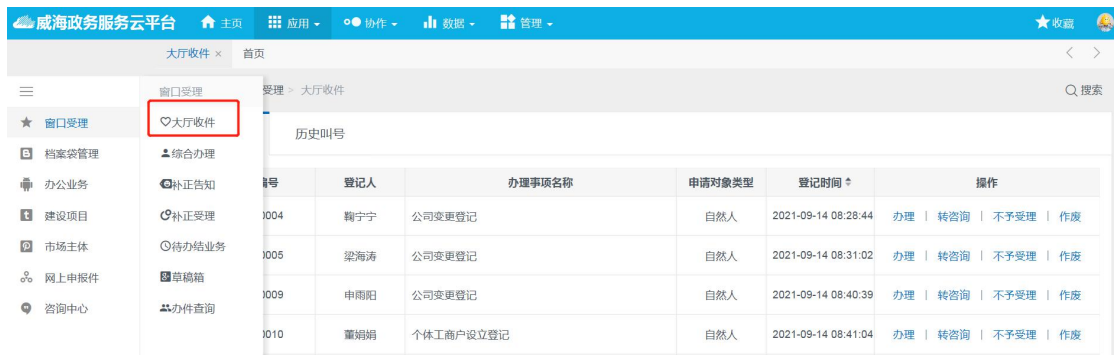 威海政务服务云平台 主页 应用 协作 数据 管理 收藏
大厅收件 × 首页
窗口受理 受理 > 大厅收件 搜索
窗口受理 大厅收件 历史叫号
档案袋管理 综合办理
办公业务 补正告知 编号 登记人 办理事项名称 申请对象类型 登记时间 操作
建设项目 补正受理 0004 鞠宁宁 公司变更登记 自然人 2021-09-14 08:28:44 办理 | 转咨询 | 不予受理 | 作废
市场主体 待办结业务 0005 梁海涛 公司变更登记 自然人 2021-09-14 08:31:02 办理 | 转咨询 | 不予受理 | 作废
网上申报件 草稿箱 0009 申雨阳 公司变更登记 自然人 2021-09-14 08:40:39 办理 | 转咨询 | 不予受理 | 作废
咨询中心 办件查询 0010 董娟娟 个体工商户设立登记 自然人 2021-09-14 08:41:04 办理 | 转咨询 | 不予受理 | 作废